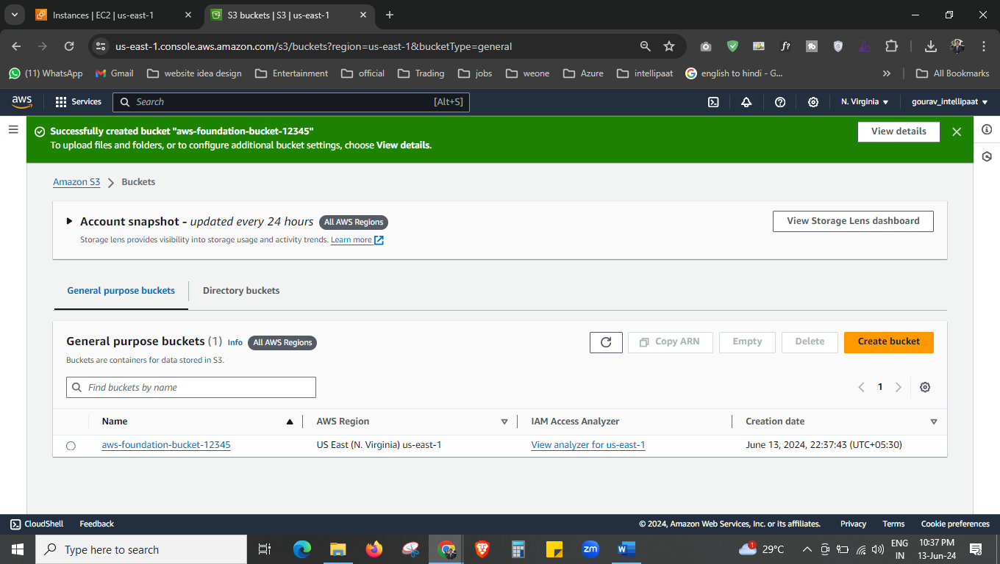 Instances | EC2 | us-east-1
S3 buckets | S3 | us-east-1
us-east-1.console.aws.amazon.com/s3/buckets?region=us-east-1&bucketType=general
f?
(11) WhatsApp
Gmail
website idea design
Entertainment
official
Trading
jobs
weone
Azure
intellipaat
english to hindi - G...
All Bookmarks
aws
Services
Search
[Alt+S]
N. Virginia
gourav_intellipaat
Successfully created bucket "aws-foundation-bucket-12345"
To upload files and folders, or to configure additional bucket settings, choose View details.
View details
Amazon S3
Buckets
Account snapshot - updated every 24 hours
All AWS Regions
Storage lens provides visibility into storage usage and activity trends. Learn more
View Storage Lens dashboard
General purpose buckets
Directory buckets
General purpose buckets (1)
Info
All AWS Regions
Buckets are containers for data stored in S3.
Copy ARN
Empty
Delete
Create bucket
Find buckets by name
1
Name
AWS Region
IAM Access Analyzer
Creation date
aws-foundation-bucket-12345
US East (N. Virginia) us-east-1
View analyzer for us-east-1
June 13, 2024, 22:37:43 (UTC+05:30)
CloudShell
Feedback
© 2024, Amazon Web Services, Inc. or its affiliates.
Privacy
Terms
Cookie preferences
Type here to search
zm
1
29°C
ENG
IN
10:37 PM
13-Jun-24